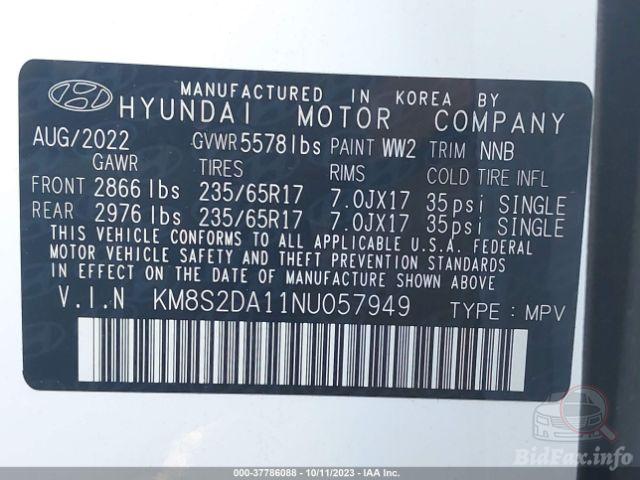 MANUFACTURED IN KOREA BY
HYUNDAI MOTOR COMPANY
AUG/2022 GVWR 5578 lbs PAINT WW2 TRIM NNB
GAWR TIRES RIMS COLD TIRE INFL
FRONT 2866 lbs 235/65R17 7.0JX17 35psi SINGLE
REAR 2976 lbs 235/65R17 7.0JX17 35psi SINGLE
THIS VEHICLE CONFORMS TO ALL APPLICABLE U.S.A. FEDERAL
MOTOR VEHICLE SAFETY AND THEFT PREVENTION STANDARDS
IN EFFECT ON THE DATE OF MANUFACTURE SHOWN ABOVE.
V.I.N KM8S2DA11NU057949 TYPE : MPV
BidFax.info
000-37786088 - 10/11/2023 - IAA Inc.